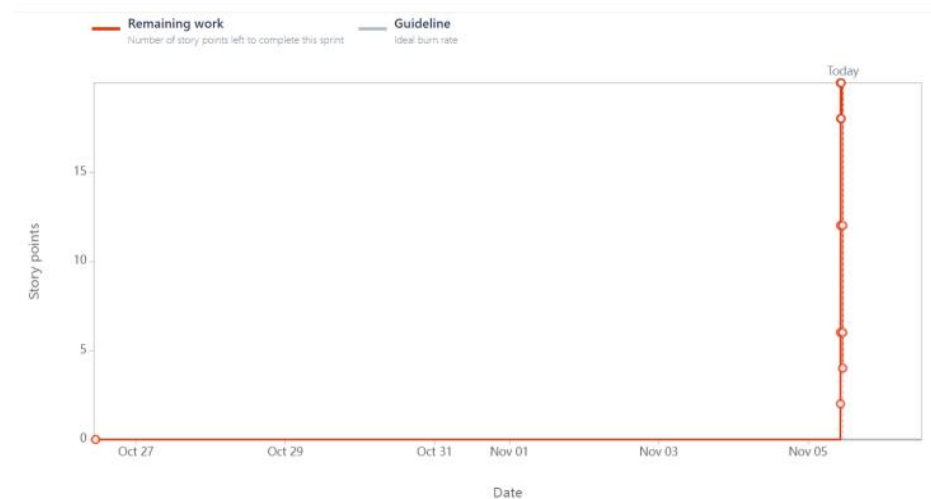 Remaining work
Number of story points left to complete this sprint
Guideline
Ideal burn rate
Today
15
10
5
0
Story points
Oct 27
Oct 29
Oct 31
Nov 01
Nov 03
Nov 05
Date